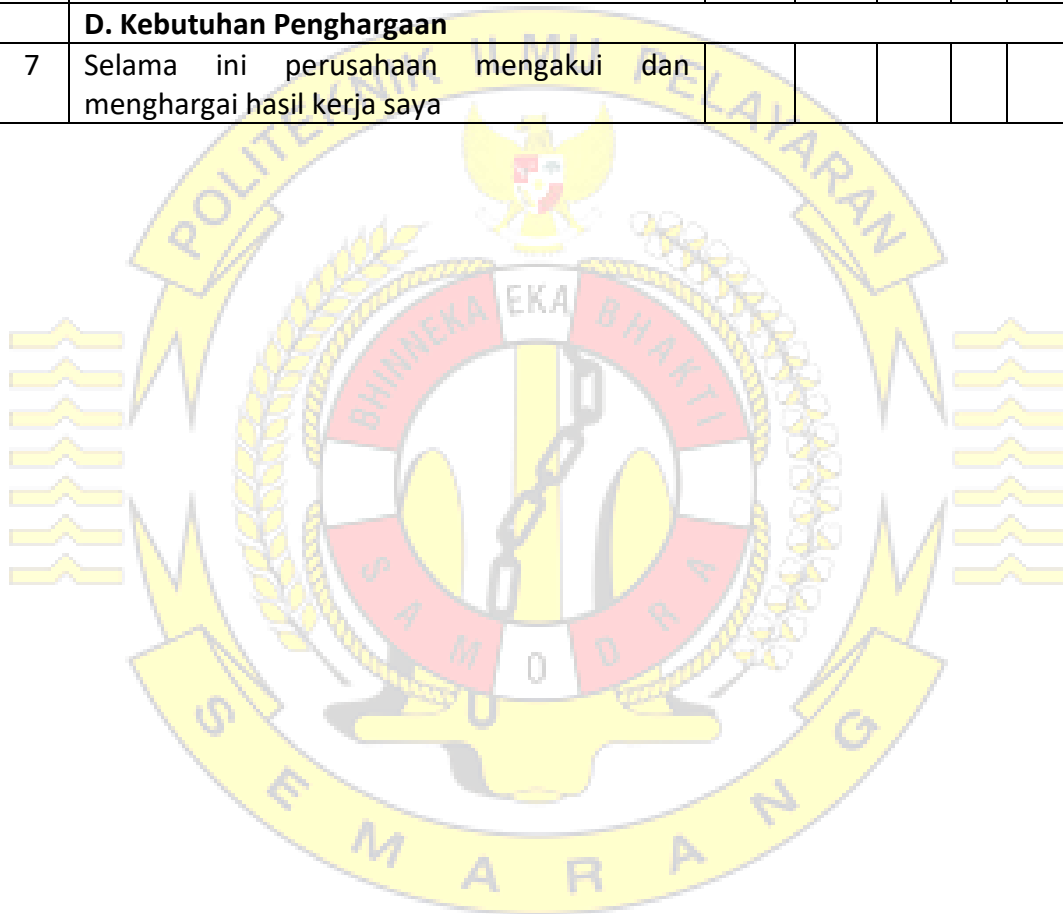 D. Kebutuhan Penghargaan
7 Selama ini perusahaan mengakui dan
menghargai hasil kerja saya
POLITEKNIK ILMU PELAYARAN
BHINNEKA EKA BHAKTI
SAMODRA
SEMARANG